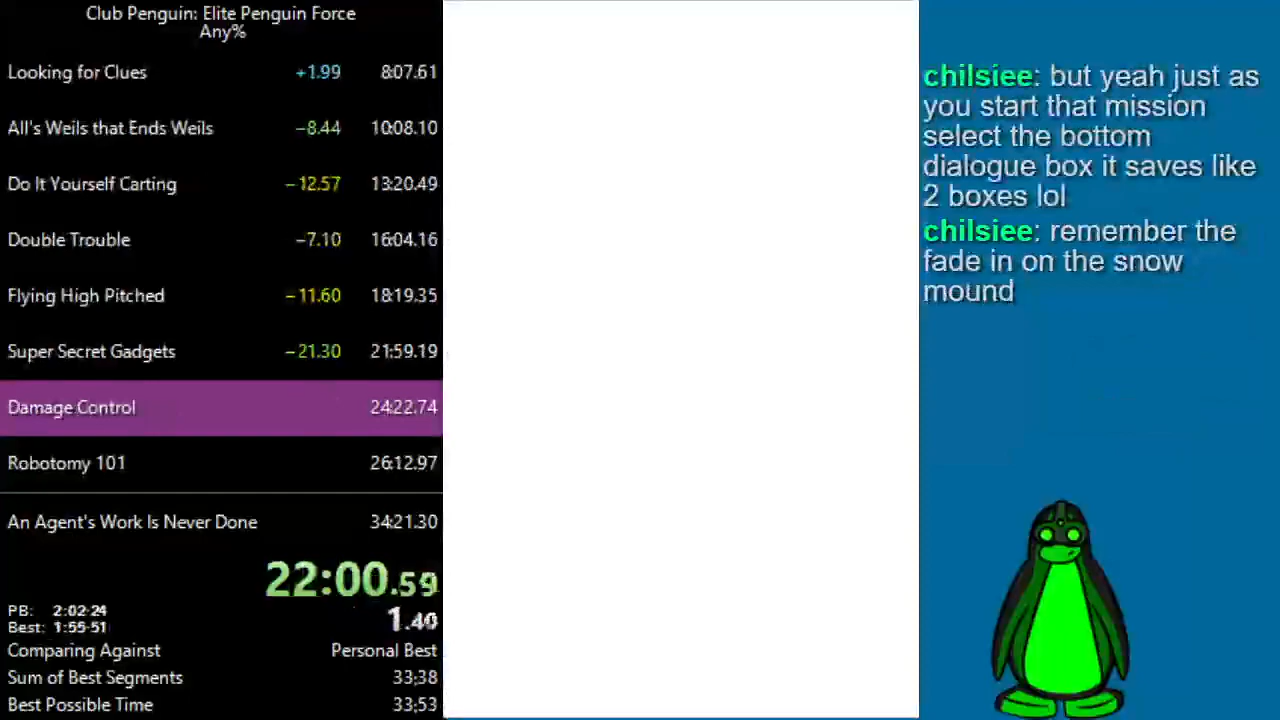 Club Penguin: Elite Penguin Force
Any%
Looking for Clues +1.99 8:07.61
All's Weils that Ends Weils −8.44 10:08.10
Do It Yourself Carting −12.57 13:20.49
Double Trouble −7.10 16:04.16
Flying High Pitched −11.60 18:19.35
Super Secret Gadgets −21.30 21:59.19
Damage Control 24:22.74
Robotomy 101 26:12.97
An Agent's Work Is Never Done 34:21.30
22:00.59
PB: 2:02.24 1.40
Best: 1:55.51
Comparing Against Personal Best
Sum of Best Segments 33:38
Best Possible Time 33:53
chilsiee: but yeah just as
you start that mission
select the bottom
dialogue box it saves like
2 boxes lol
chilsiee: remember the
fade in on the snow
mound